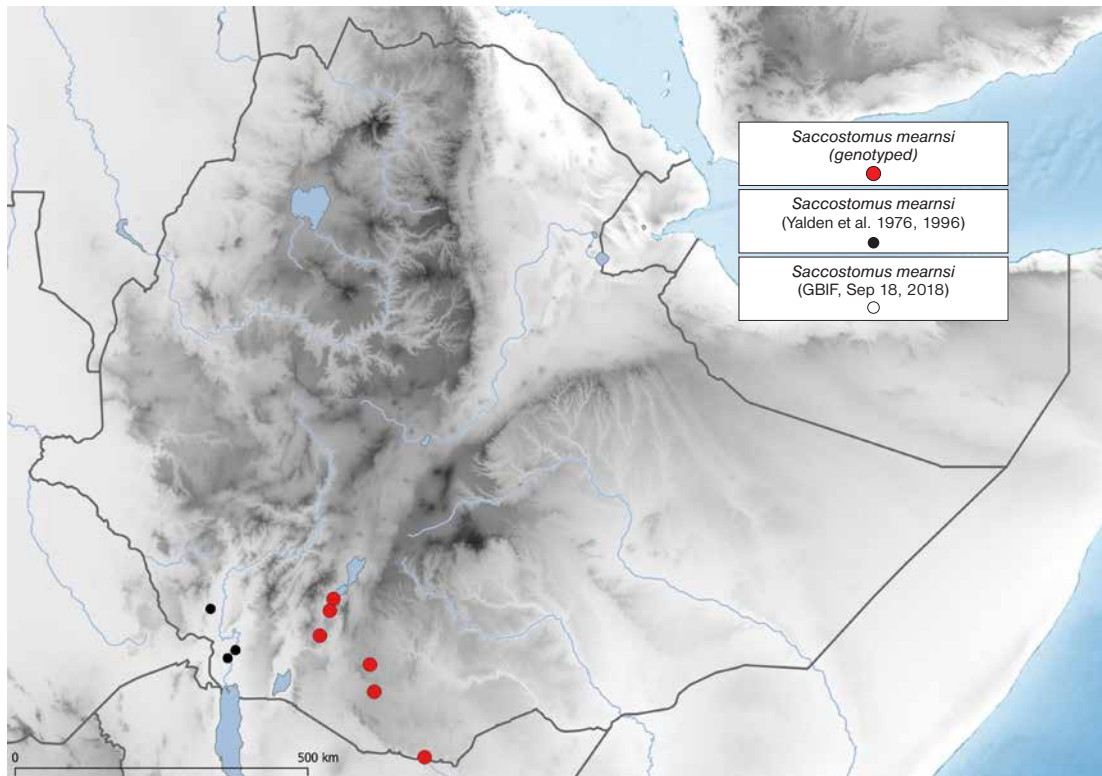 Saccostomus mearnsi
(genotyped)
Saccostomus mearnsi
(Yalden et al. 1976, 1996)
Saccostomus mearnsi
(GBIF, Sep 18, 2018)
0 500 km